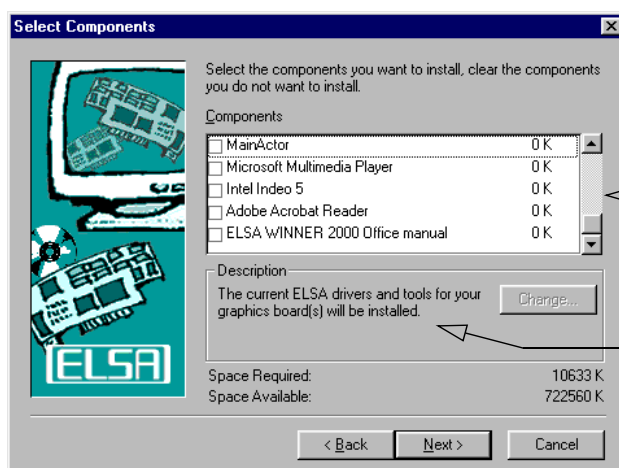 Select Components
Select the components you want to install, clear the components
you do not want to install.
Components
MainActor 0 K
Microsoft Multimedia Player 0 K
Intel Indeo 5 0 K
Adobe Acrobat Reader 0 K
ELSA WINNER 2000 Office manual 0 K
Description
The current ELSA drivers and tools for your
graphics board(s) will be installed.
Change...
ELSA
Space Required: 10633 K
Space Available: 722560 K
< Back Next > Cancel